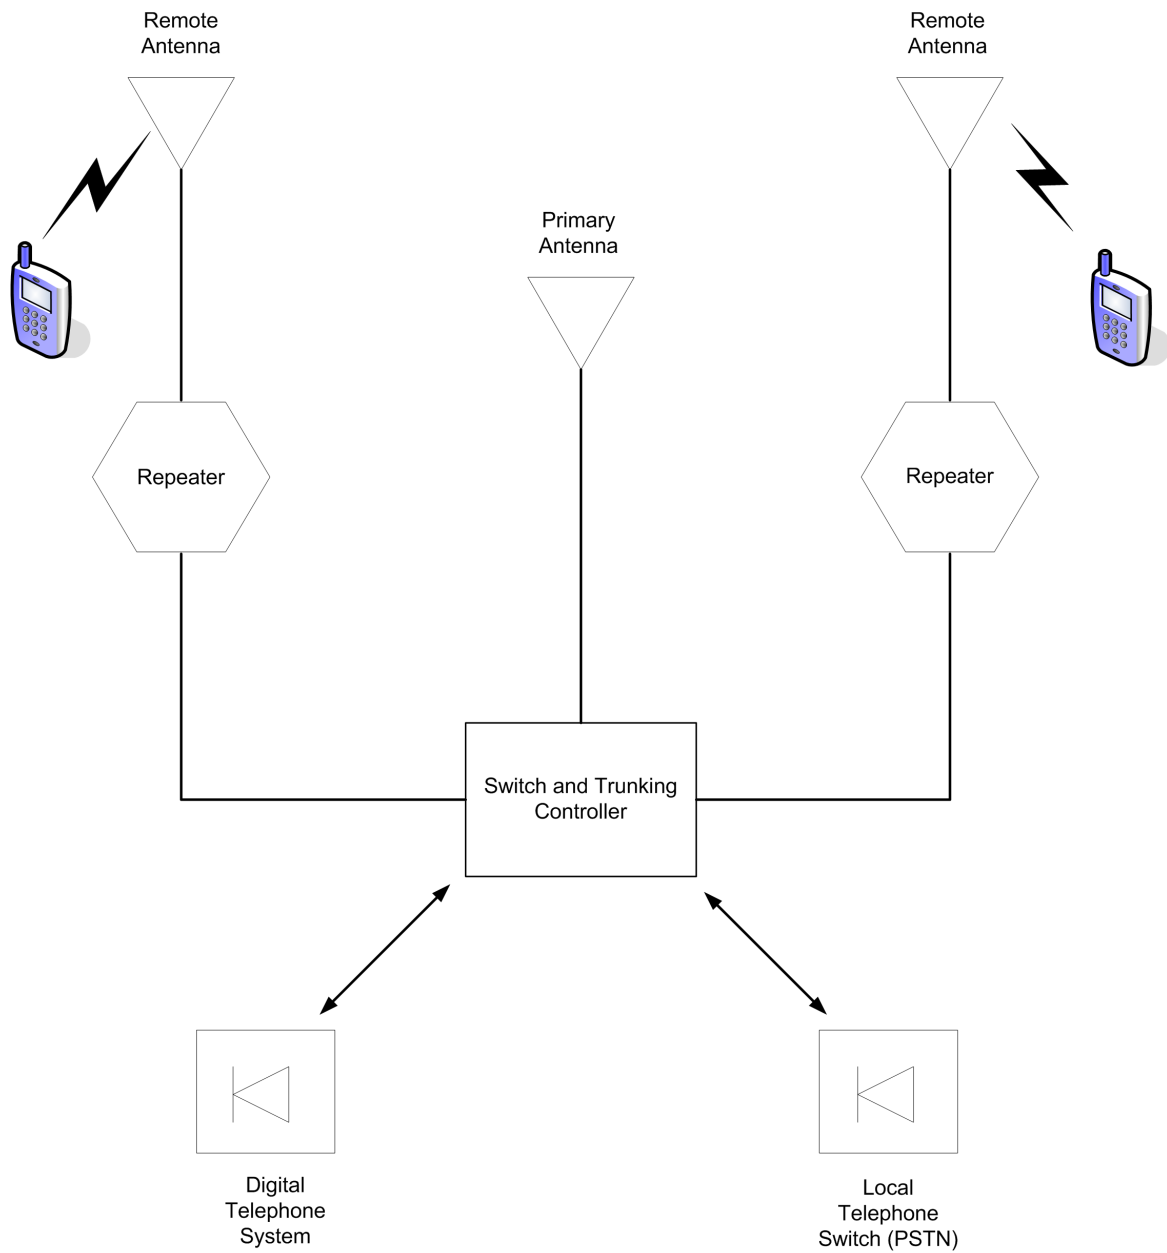 Remote
Antenna
Remote
Antenna
Primary
Antenna
Repeater
Repeater
Switch and Trunking
Controller
Digital
Telephone
System
Local
Telephone
Switch (PSTN)